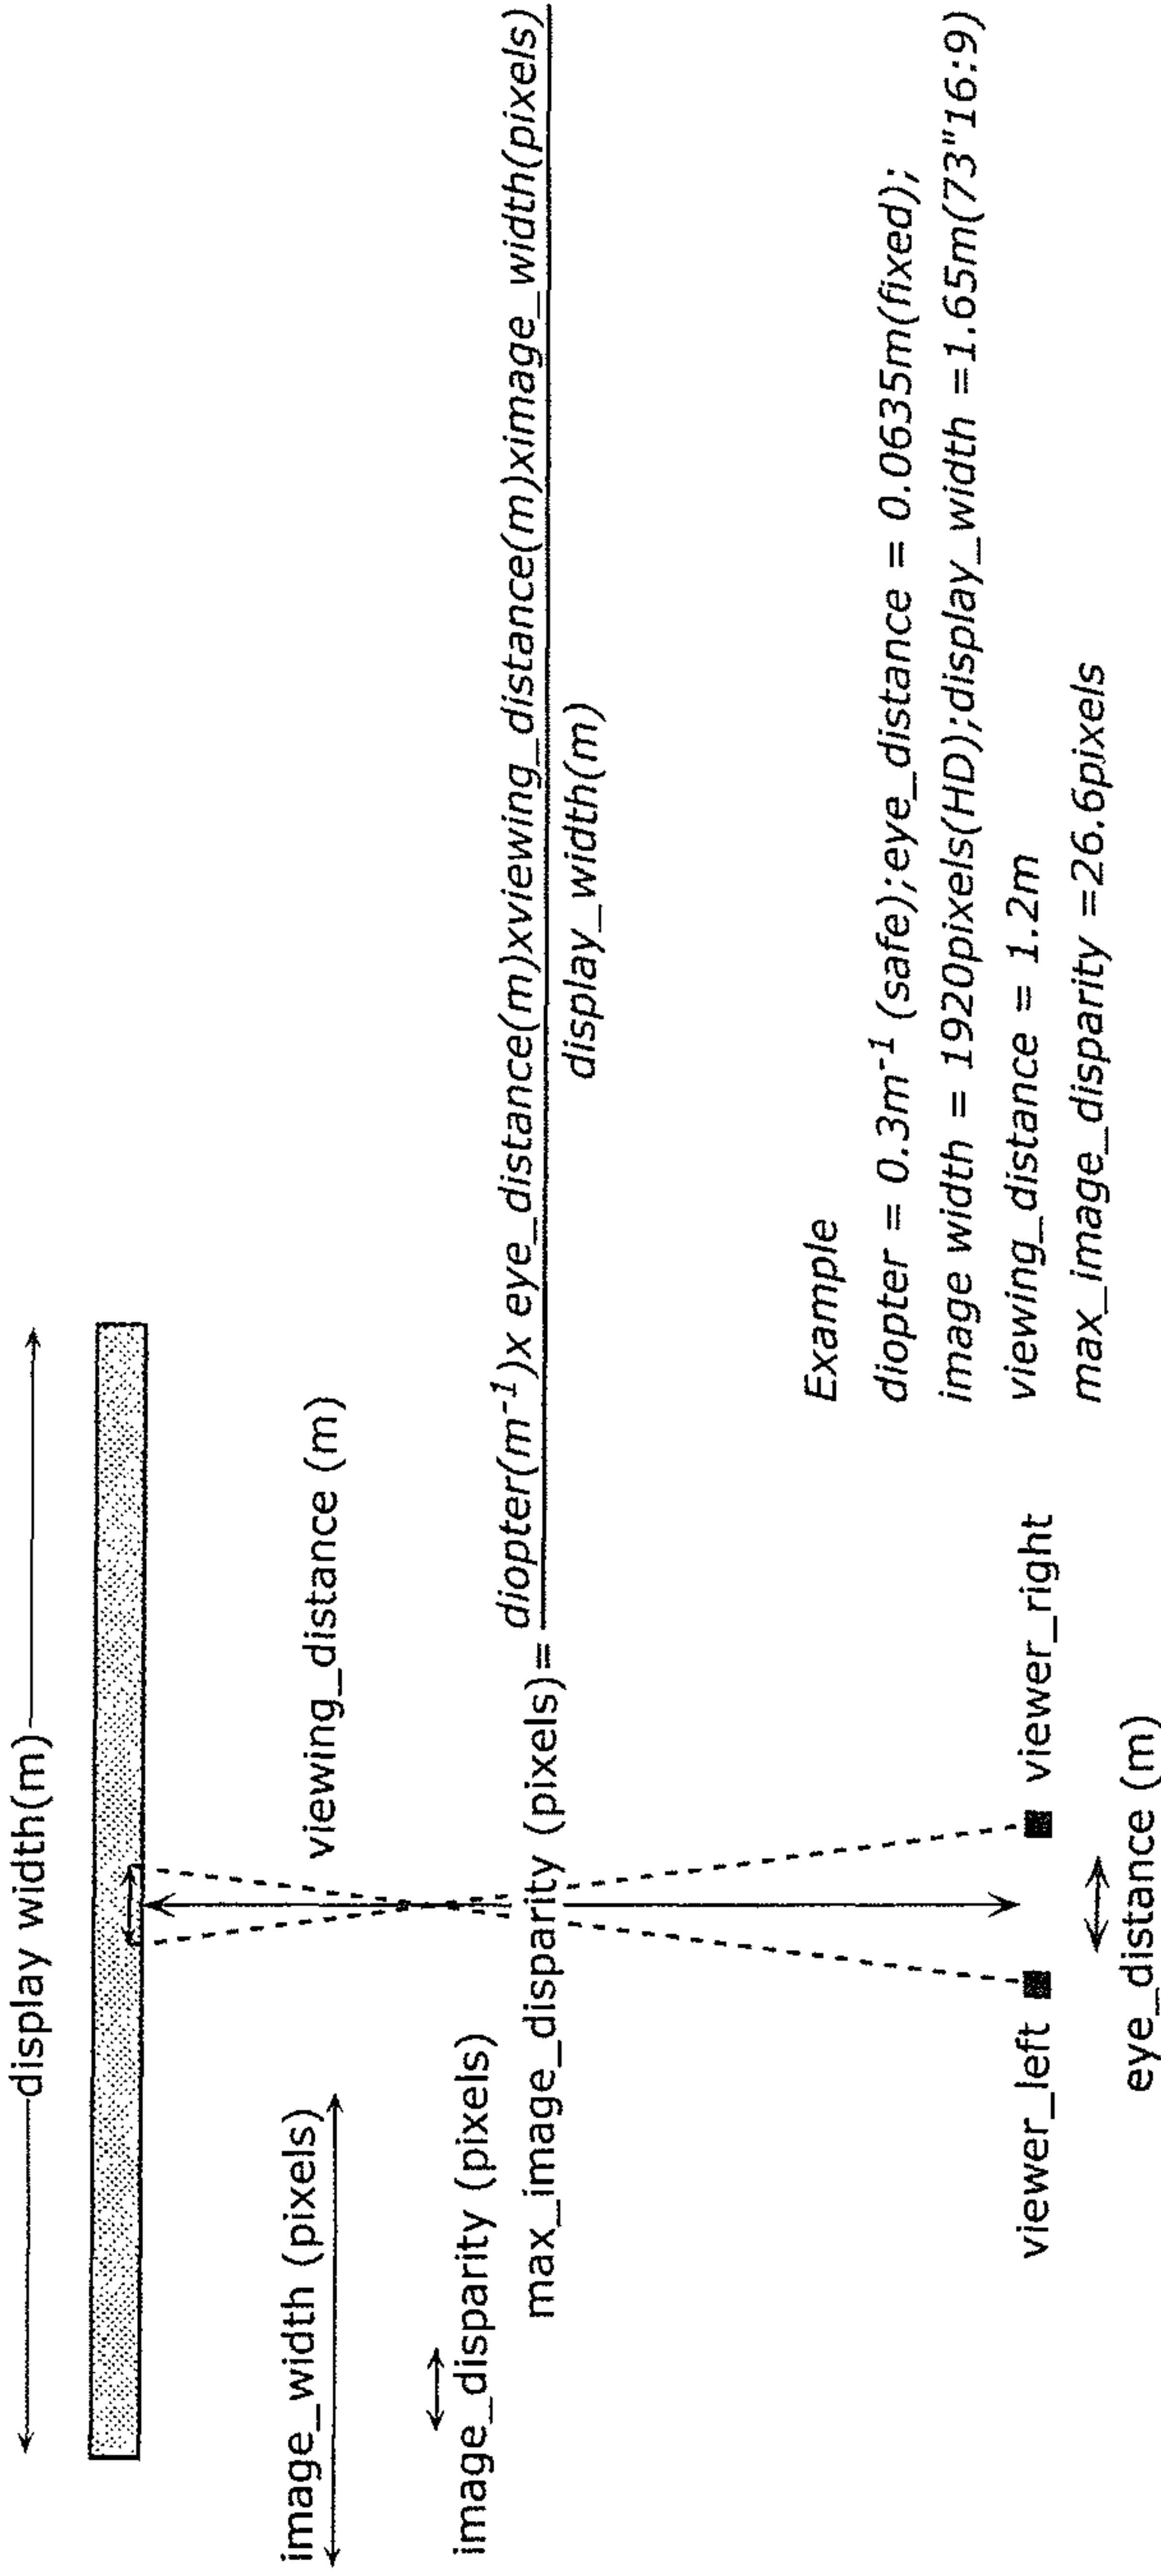 display width(m)
image_width (pixels)
viewing_distance (m)
image_disparity (pixels)
max_image_disparity (pixels)= diopter(m⁻¹)x eye_distance(m)xviewing_distance(m)ximage_width(pixels)
display_width(m)
viewer_left
viewer_right
eye_distance (m)
Example
diopter = 0.3m⁻¹ (safe);eye_distance = 0.0635m(fixed);
image width = 1920pixels(HD);display_width =1.65m(73"16:9)
viewing_distance = 1.2m
max_image_disparity =26.6pixels